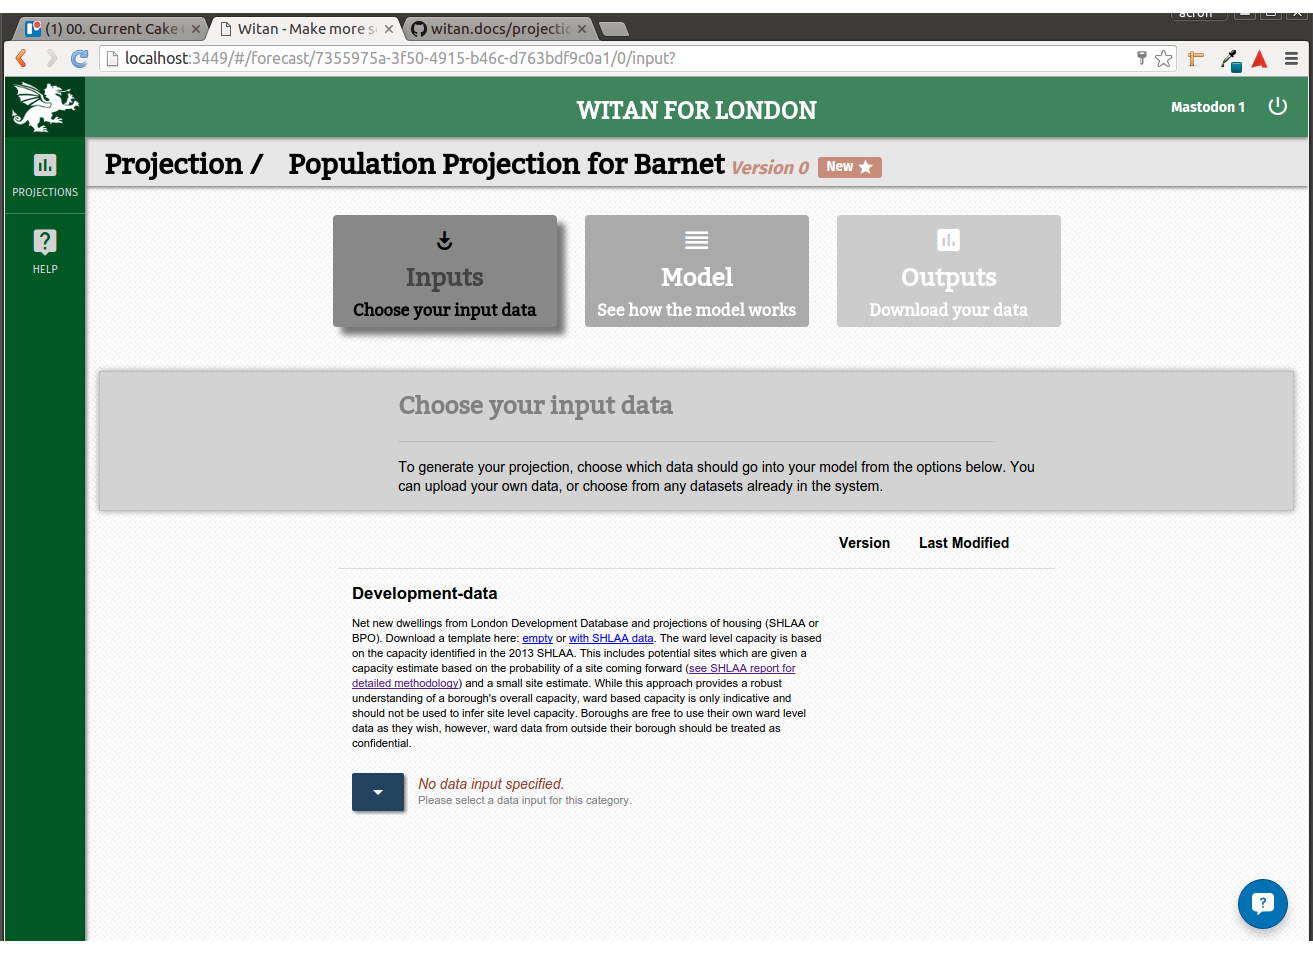 acron
(1) 00. Current Cake
Witan - Make more s
witan.docs/projectic
localhost:3449/#/forecast/7355975a-3f50-4915-b46c-d763bdf9c0a1/0/input?
WITAN FOR LONDON
Mastodon 1
PROJECTIONS
HELP
Projection / Population Projection for Barnet Version 0 New
Inputs
Choose your input data
Model
See how the model works
Outputs
Download your data
Choose your input data
To generate your projection, choose which data should go into your model from the options below. You
can upload your own data, or choose from any datasets already in the system.
Version Last Modified
Development-data
Net new dwellings from London Development Database and projections of housing (SHLAA or
BPO). Download a template here: empty or with SHLAA data. The ward level capacity is based
on the capacity identified in the 2013 SHLAA. This includes potential sites which are given a
capacity estimate based on the probability of a site coming forward (see SHLAA report for
detailed methodology) and a small site estimate. While this approach provides a robust
understanding of a borough's overall capacity, ward based capacity is only indicative and
should not be used to infer site level capacity. Boroughs are free to use their own ward level
data as they wish, however, ward data from outside their borough should be treated as
confidential.
No data input specified.
Please select a data input for this category.